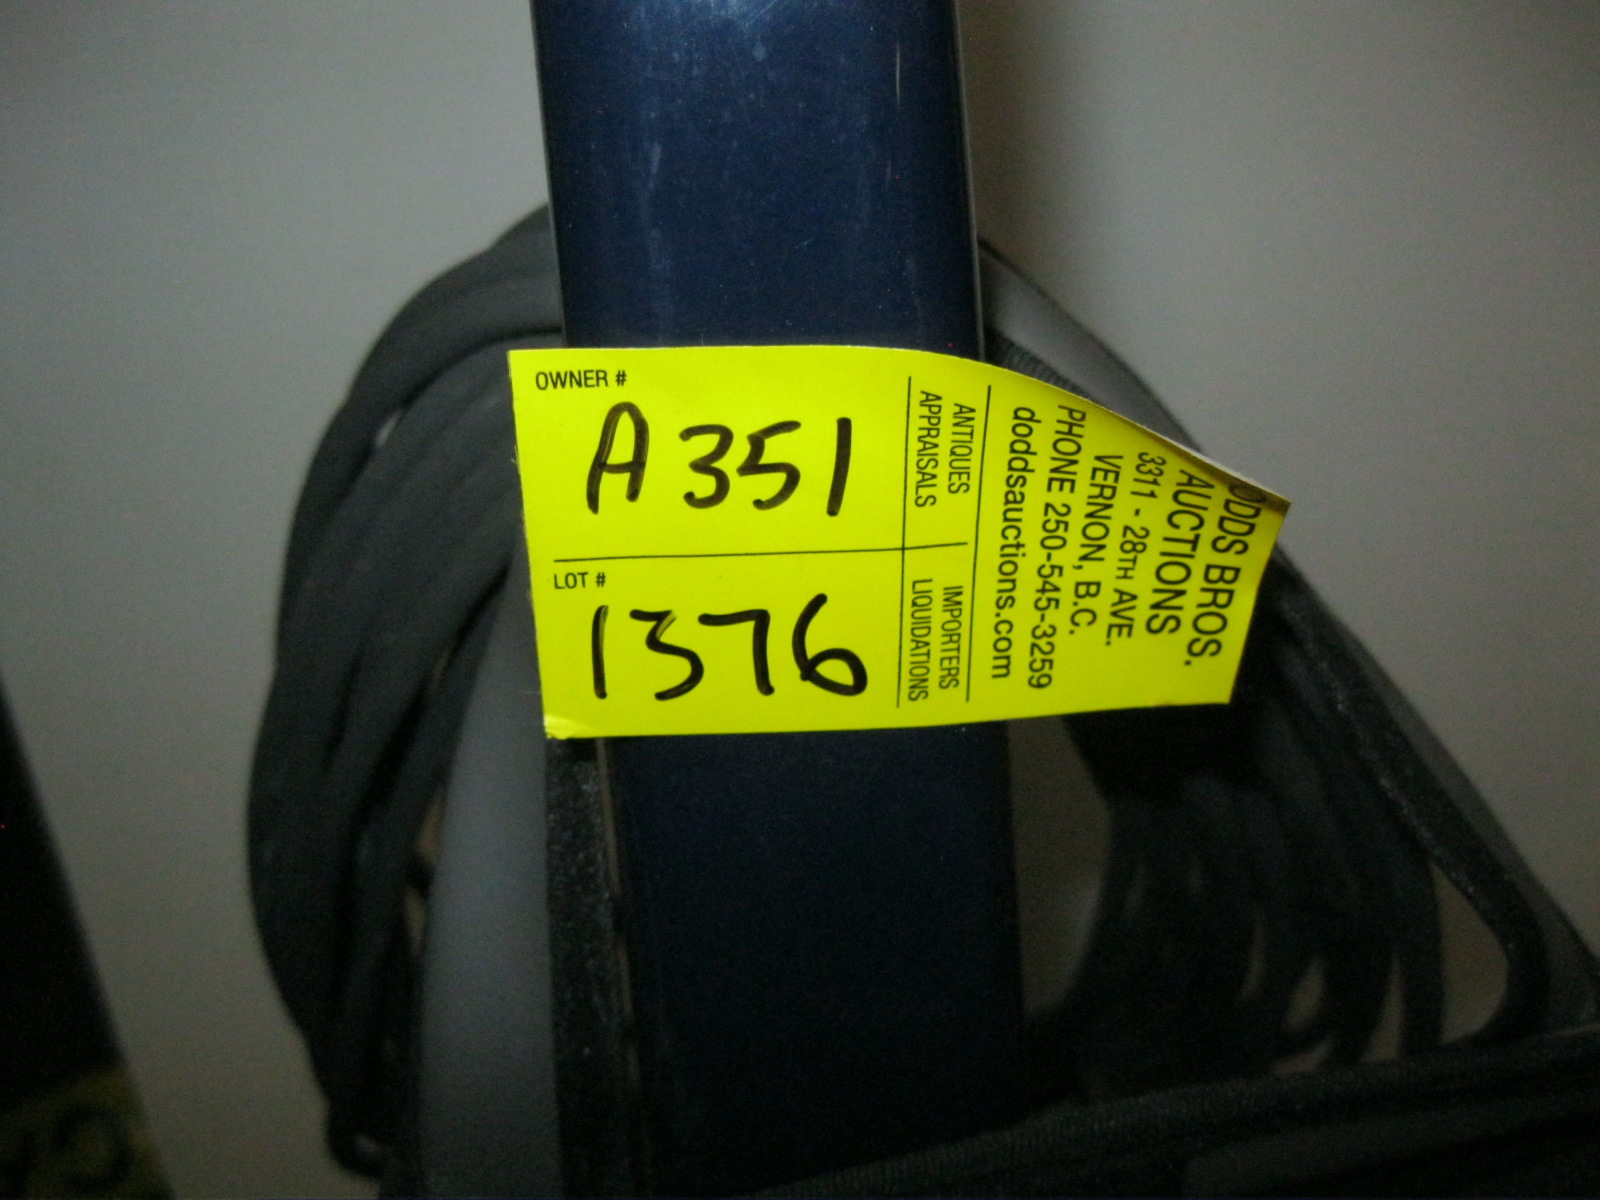 OWNER #
A351
LOT #
1376
ANTIQUES
APPRAISALS
IMPORTERS
LIQUIDATIONS
ODDS BROS.
AUCTIONS
3311 - 28TH AVE.
VERNON, B.C.
PHONE 250-545-3259
doddsauctions.com